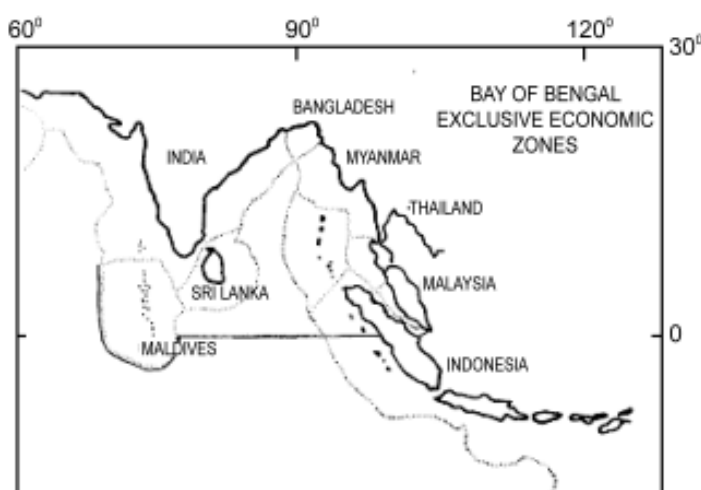 60⁰ 90⁰ 120⁰
30⁰
BAY OF BENGAL
EXCLUSIVE ECONOMIC
ZONES
BANGLADESH
INDIA
MYANMAR
THAILAND
MALAYSIA
SRI LANKA
0
MALDIVES
INDONESIA